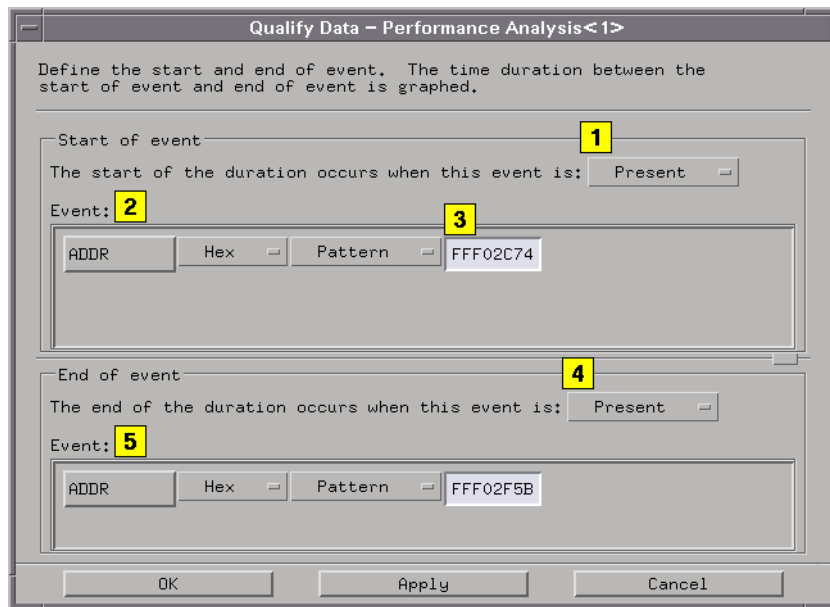 Qualify Data – Performance Analysis<1>
Define the start and end of event. The time duration between the
start of event and end of event is graphed.
Start of event
1
The start of the duration occurs when this event is: Present
Event: 2
3
ADDR Hex Pattern FFF02C74
End of event
4
The end of the duration occurs when this event is: Present
Event: 5
ADDR Hex Pattern FFF02F5B
OK Apply Cancel